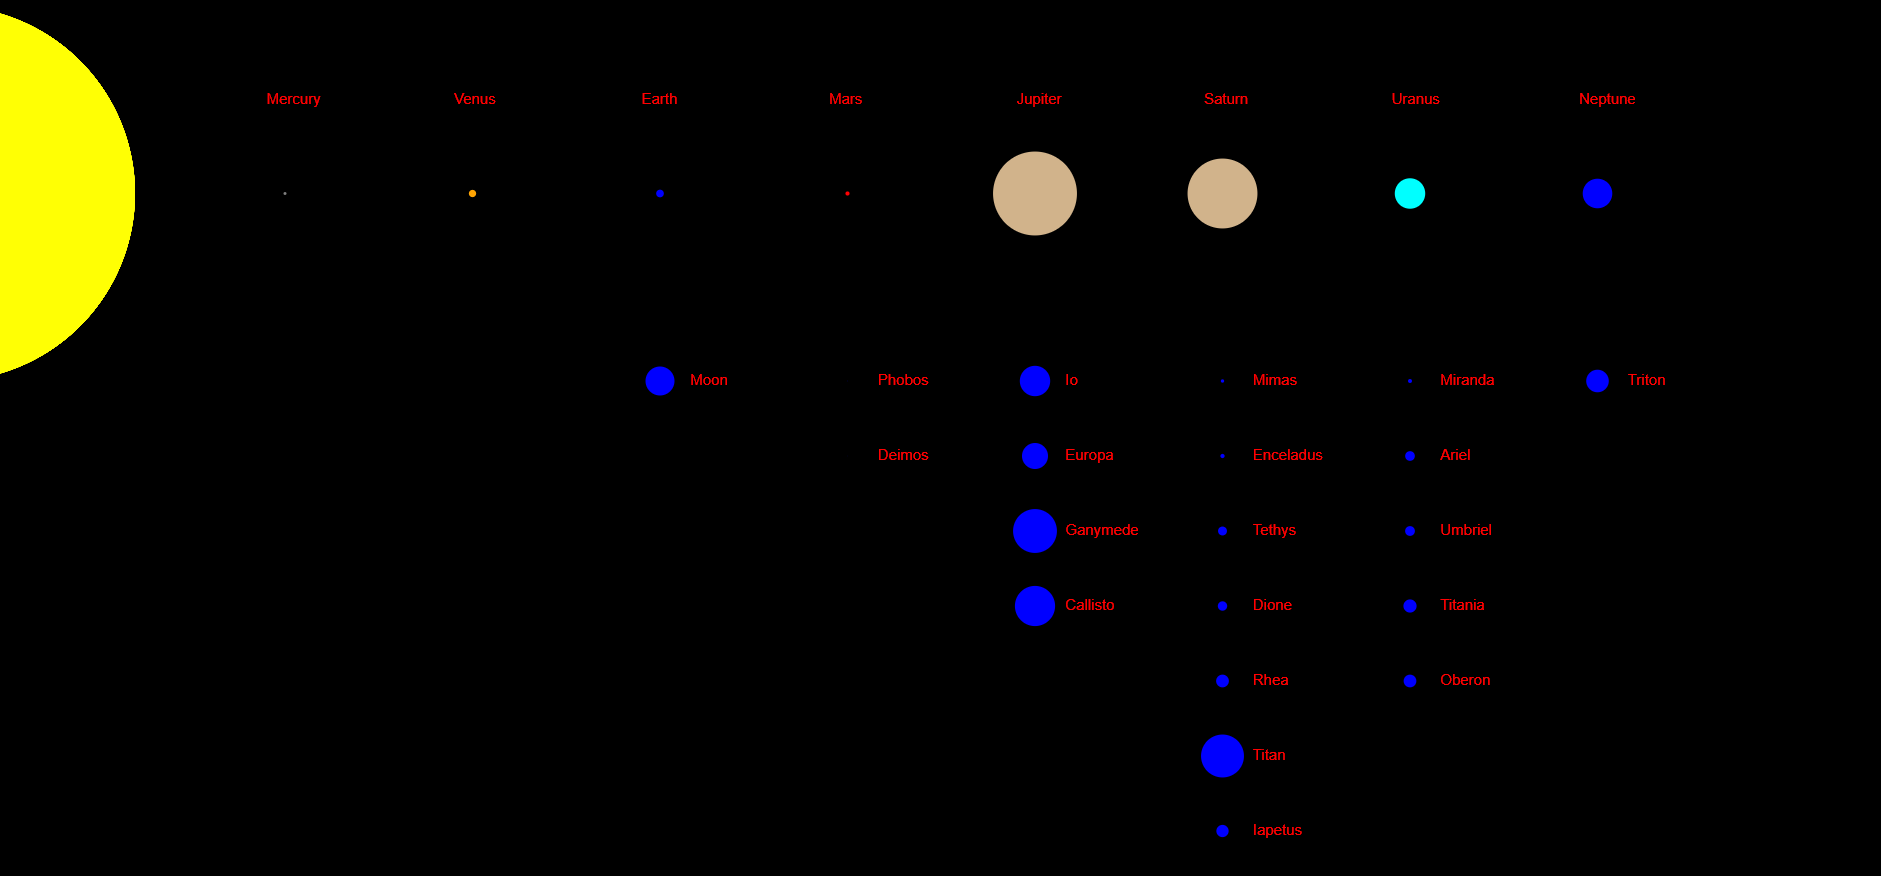 Mercury
Venus
Earth
Mars
Jupiter
Saturn
Uranus
Neptune
Moon
Phobos
Io
Mimas
Miranda
Triton
Deimos
Europa
Enceladus
Ariel
Ganymede
Tethys
Umbriel
Callisto
Dione
Titania
Rhea
Oberon
Titan
Iapetus